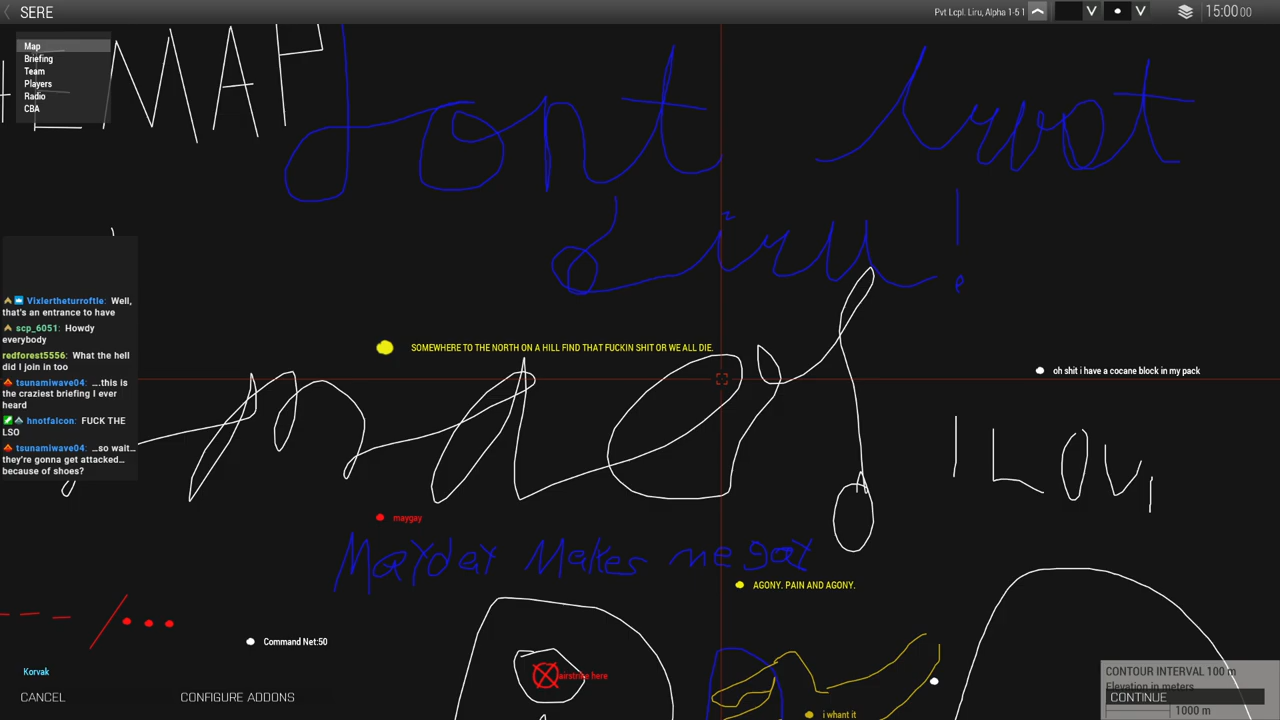 SERE
Pvt Lcpl. Liru, Alpha 1-5 1
15:00:00
Map
Briefing
Team
Players
Radio
CBA
E MAP
dont
Liru!
Vixlertheturroftle: Well,
that's an entrance to have
scp_6051: Howdy
everybody
redforest5556: What the hell
did I join in too
tsunamiwave04: ....this is
the craziest briefing I ever
heard
hnotfalcon: FUCK THE
LSO
tsunamiwave04: ...so wait...
they're gonna get attacked...
because of shoes?
SOMEWHERE TO THE NORTH ON A HILL FIND THAT FUCKIN SHIT OR WE ALL DIE.
oh shit i have a cocane block in my pack
I LOV
maygay
Mayday Makes me gay
AGONY. PAIN AND AGONY.
Command Net:50
airstrike here
i whant it
Korvak
CANCEL
CONFIGURE ADDONS
CONTOUR INTERVAL 100 m
Elevation in meters
CONTINUE
1000 m